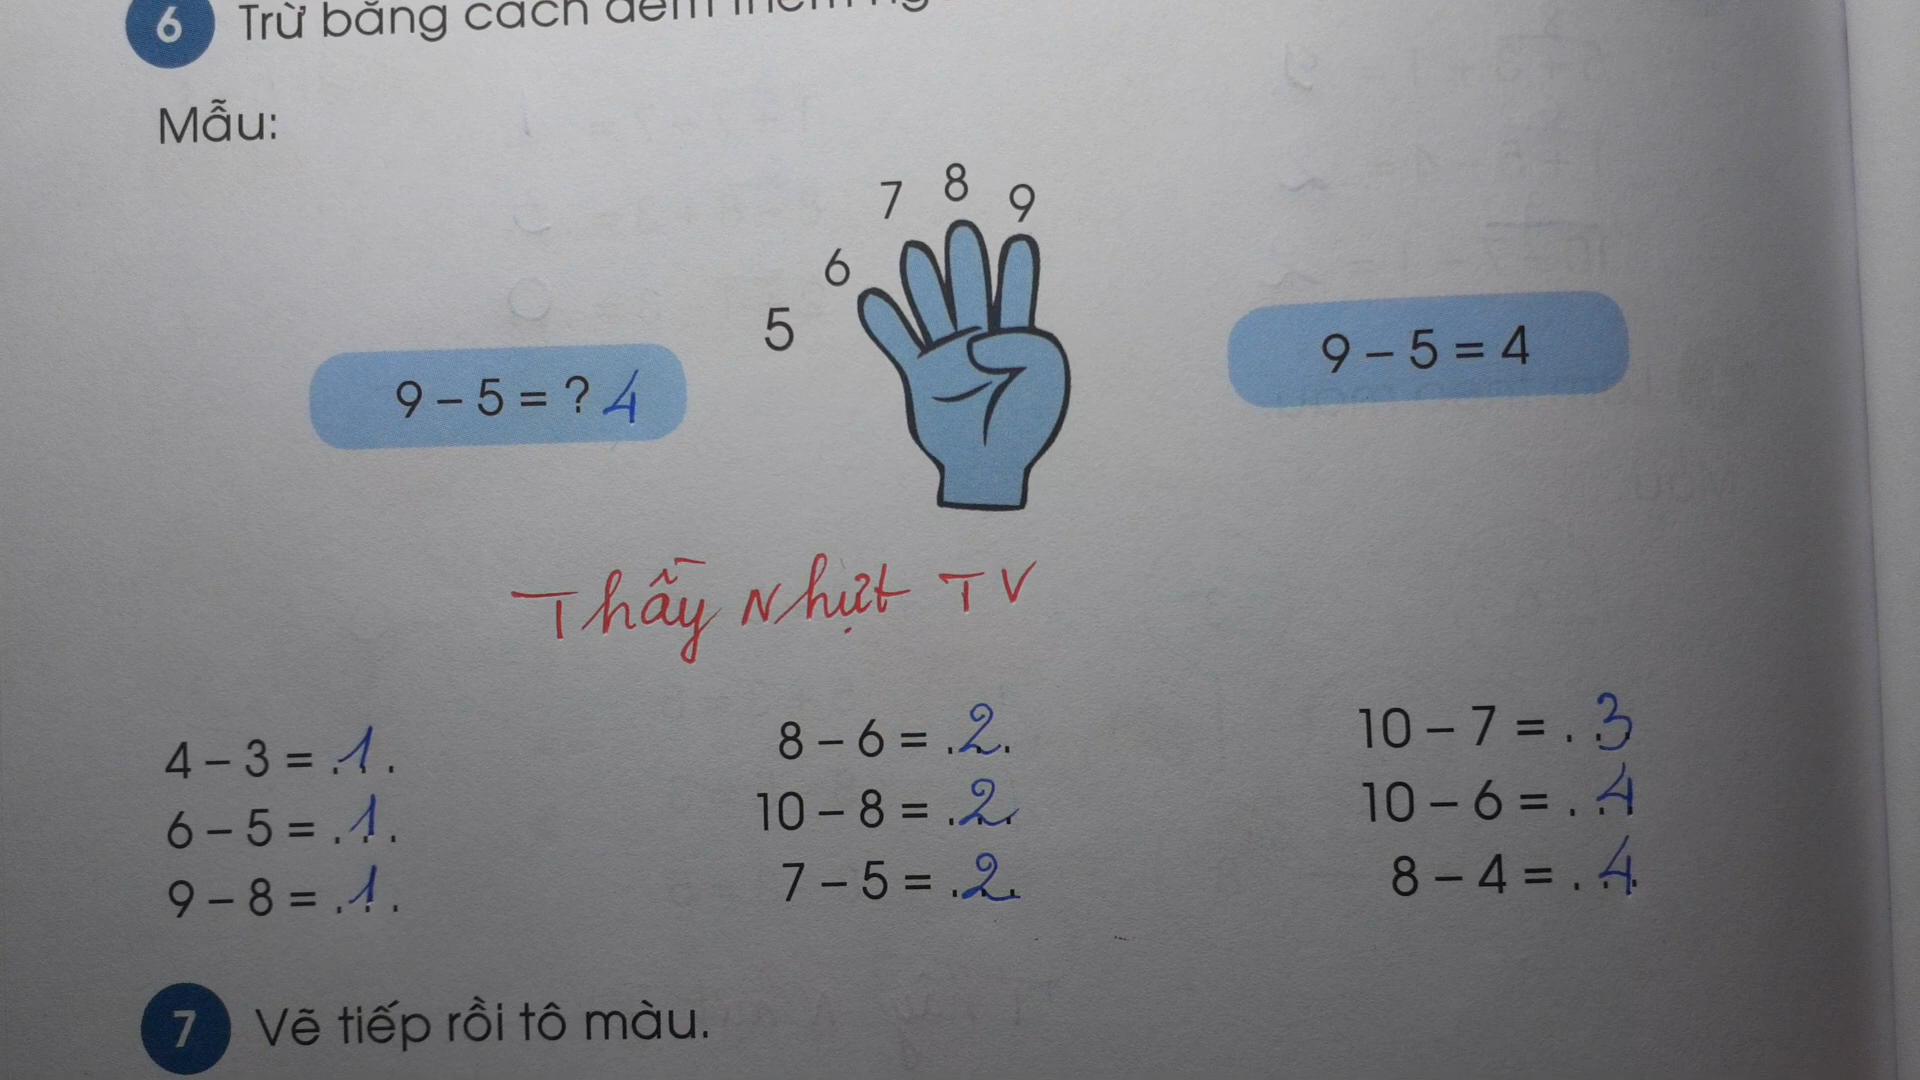 6 Trừ bằng cách đếm thêm
Mẫu:
7 8 9
6
5
9 – 5 = ? 4
9 – 5 = 4
Thầy Nhựt TV
4 – 3 = .1. 8 – 6 = .2. 10 – 7 = . 3
6 – 5 = .1. 10 – 8 = .2. 10 – 6 = . 4
9 – 8 = .1. 7 – 5 = .2. 8 – 4 = . 4.
7 Vẽ tiếp rồi tô màu.